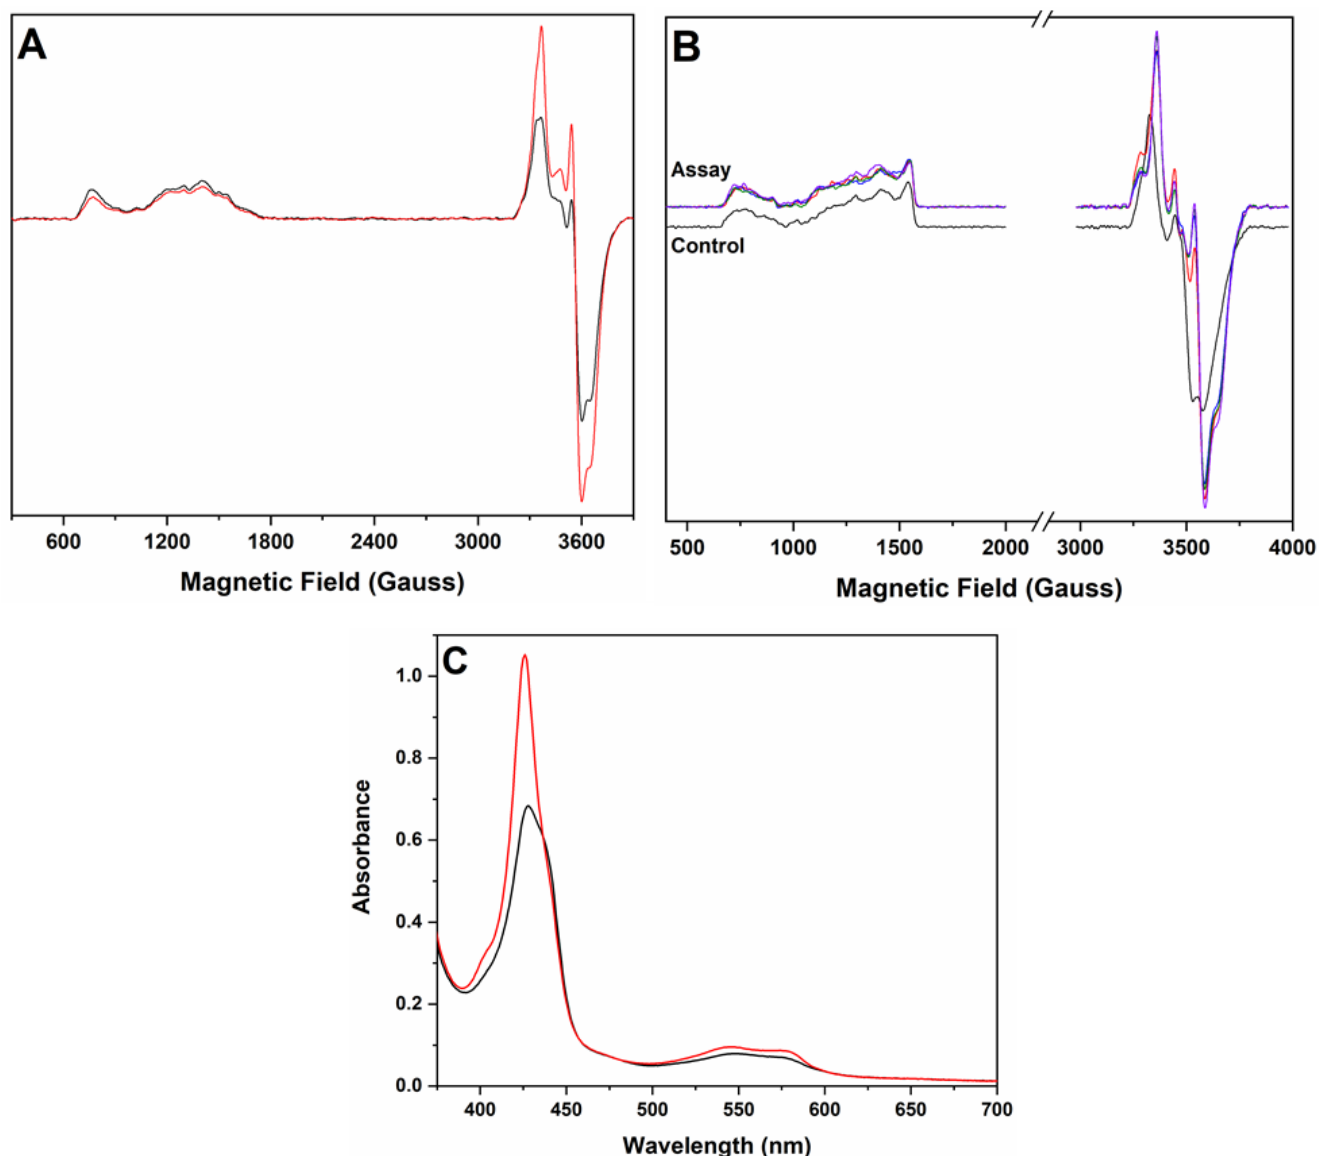 A
600 1200 1800 2400 3000 3600
Magnetic Field (Gauss)
B
Assay
Control
500 1000 1500 2000 3000 3500 4000
Magnetic Field (Gauss)
C
1.0
0.8
0.6
0.4
0.2
0.0
Absorbance
400 450 500 550 600 650 700
Wavelength (nm)